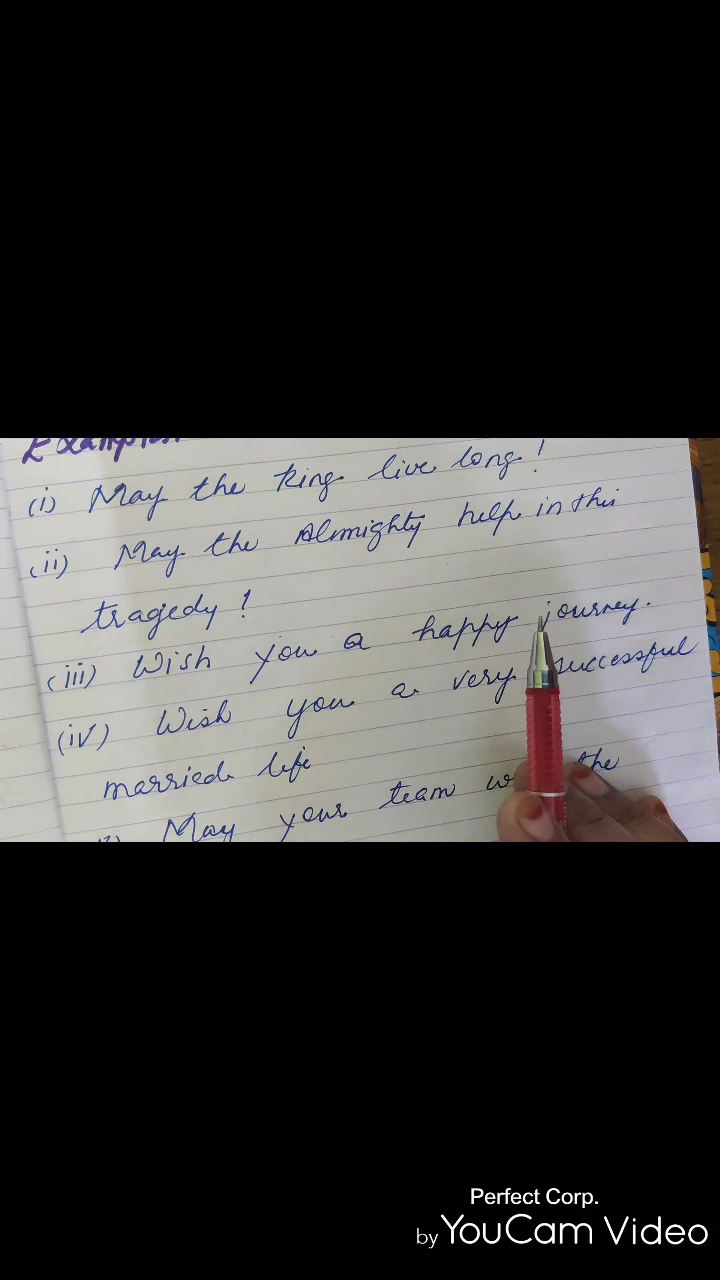 Examples
(i) May the king live long!
(ii) May the Almighty help in this
tragedy!
(iii) Wish you a happy journey.
(iv) Wish you a very successful
married life
May your team the
Perfect Corp.
by YouCam Video